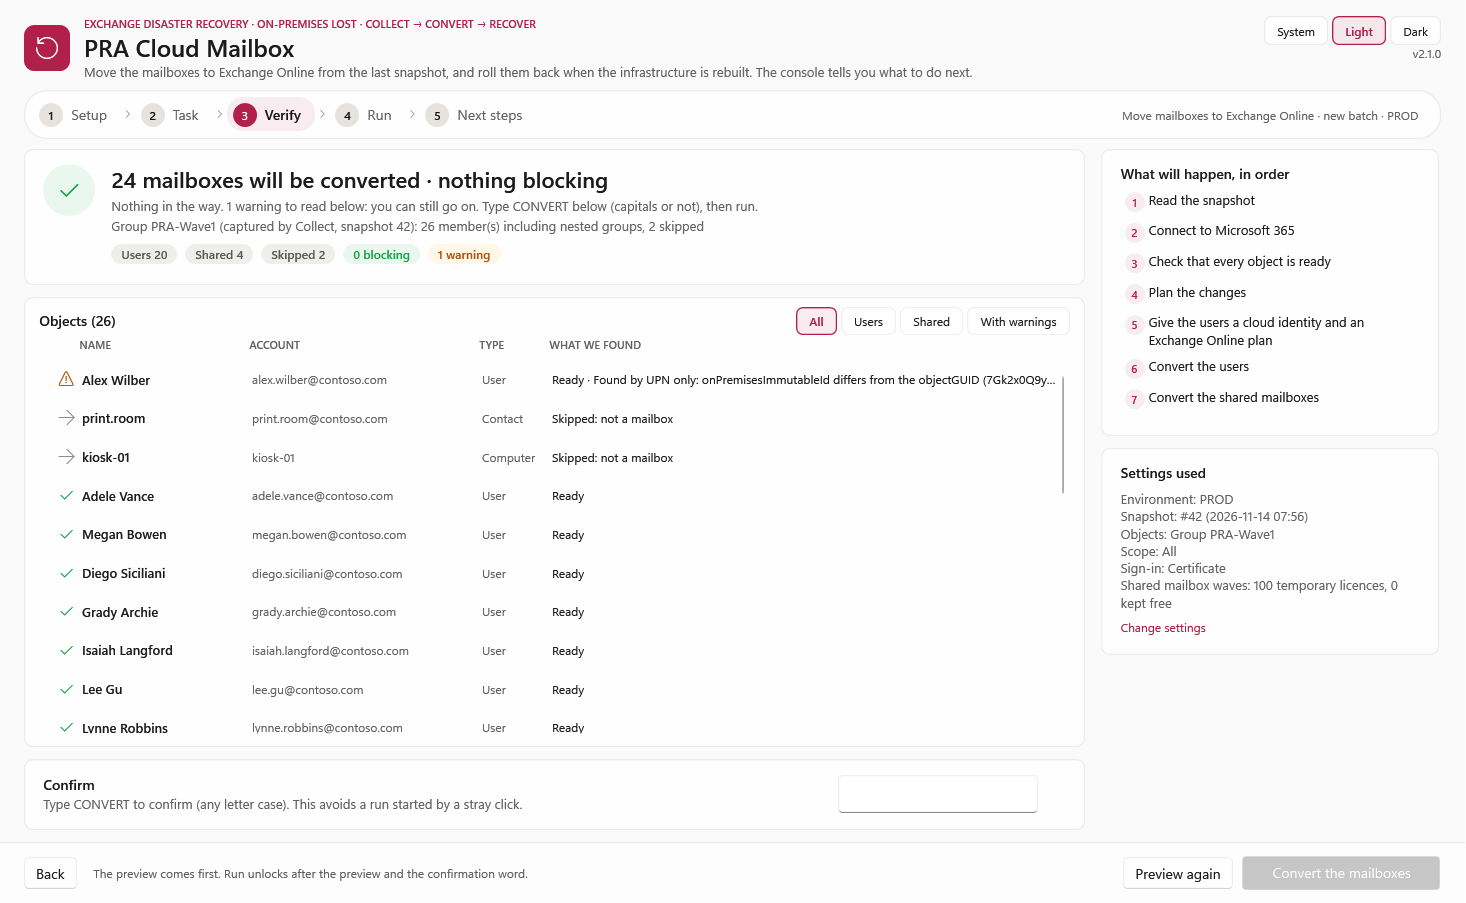 EXCHANGE DISASTER RECOVERY · ON-PREMISES LOST · COLLECT → CONVERT → RECOVER
PRA Cloud Mailbox
Move the mailboxes to Exchange Online from the last snapshot, and roll them back when the infrastructure is rebuilt. The console tells you what to do next.
System Light Dark
v2.1.0
1 Setup 2 Task 3 Verify 4 Run 5 Next steps
Move mailboxes to Exchange Online · new batch · PROD
24 mailboxes will be converted · nothing blocking
Nothing in the way. 1 warning to read below: you can still go on. Type CONVERT below (capitals or not), then run.
Group PRA-Wave1 (captured by Collect, snapshot 42): 26 member(s) including nested groups, 2 skipped
Users 20 Shared 4 Skipped 2 0 blocking 1 warning
Objects (26)
All Users Shared With warnings
NAME ACCOUNT TYPE WHAT WE FOUND
Alex Wilber alex.wilber@contoso.com User Ready · Found by UPN only: onPremisesImmutableId differs from the objectGUID (7Gk2x0Q9y...
print.room print.room@contoso.com Contact Skipped: not a mailbox
kiosk-01 kiosk-01 Computer Skipped: not a mailbox
Adele Vance adele.vance@contoso.com User Ready
Megan Bowen megan.bowen@contoso.com User Ready
Diego Siciliani diego.siciliani@contoso.com User Ready
Grady Archie grady.archie@contoso.com User Ready
Isaiah Langford isaiah.langford@contoso.com User Ready
Lee Gu lee.gu@contoso.com User Ready
Lynne Robbins lynne.robbins@contoso.com User Ready
Confirm
Type CONVERT to confirm (any letter case). This avoids a run started by a stray click.
What will happen, in order
1 Read the snapshot
2 Connect to Microsoft 365
3 Check that every object is ready
4 Plan the changes
5 Give the users a cloud identity and an
Exchange Online plan
6 Convert the users
7 Convert the shared mailboxes
Settings used
Environment: PROD
Snapshot: #42 (2026-11-14 07:56)
Objects: Group PRA-Wave1
Scope: All
Sign-in: Certificate
Shared mailbox waves: 100 temporary licences, 0
kept free
Change settings
Back
The preview comes first. Run unlocks after the preview and the confirmation word.
Preview again
Convert the mailboxes